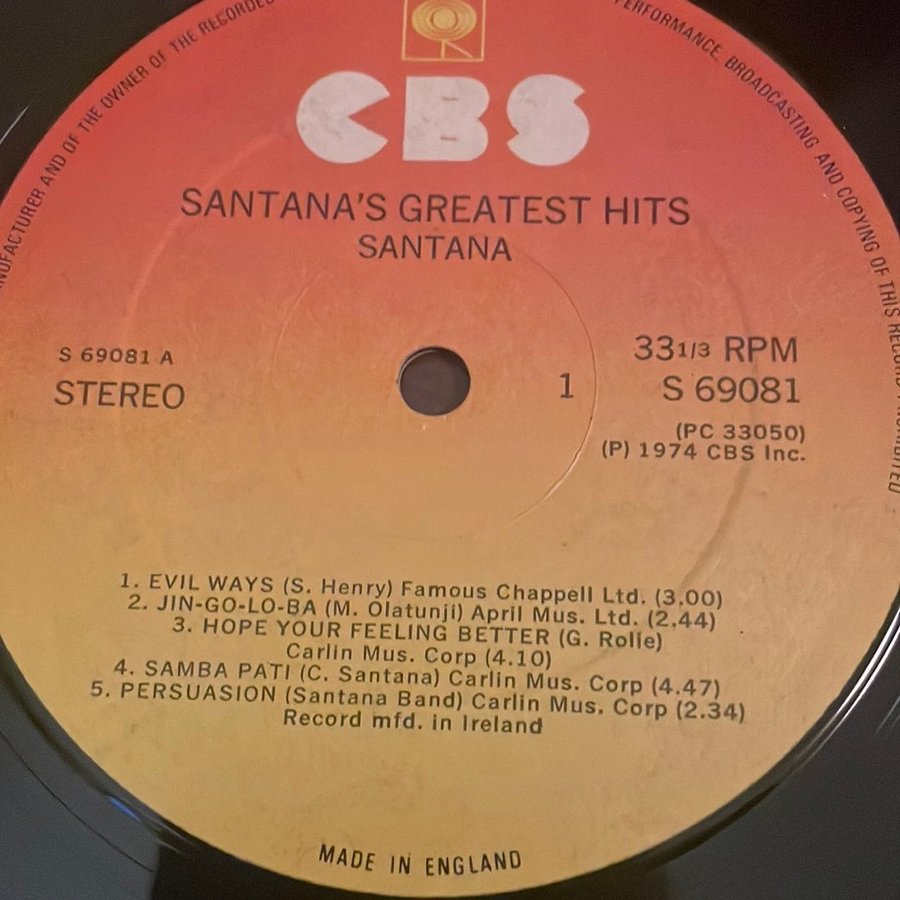 MANUFACTURER AND OF THE OWNER OF THE RECORDED
PERFORMANCE, BROADCASTING AND COPYING OF THIS RECORD PROHIBITED
CBS
SANTANA'S GREATEST HITS
SANTANA
S 69081 A
STEREO
1
33 1/3 RPM
S 69081
(PC 33050)
(P) 1974 CBS Inc.
1. EVIL WAYS (S. Henry) Famous Chappell Ltd. (3.00)
2. JIN-GO-LO-BA (M. Olatunji) April Mus. Ltd. (2.44)
3. HOPE YOUR FEELING BETTER (G. Rolie)
Carlin Mus. Corp (4.10)
4. SAMBA PATI (C. Santana) Carlin Mus. Corp (4.47)
5. PERSUASION (Santana Band) Carlin Mus. Corp (2.34)
Record mfd. in Ireland
MADE IN ENGLAND